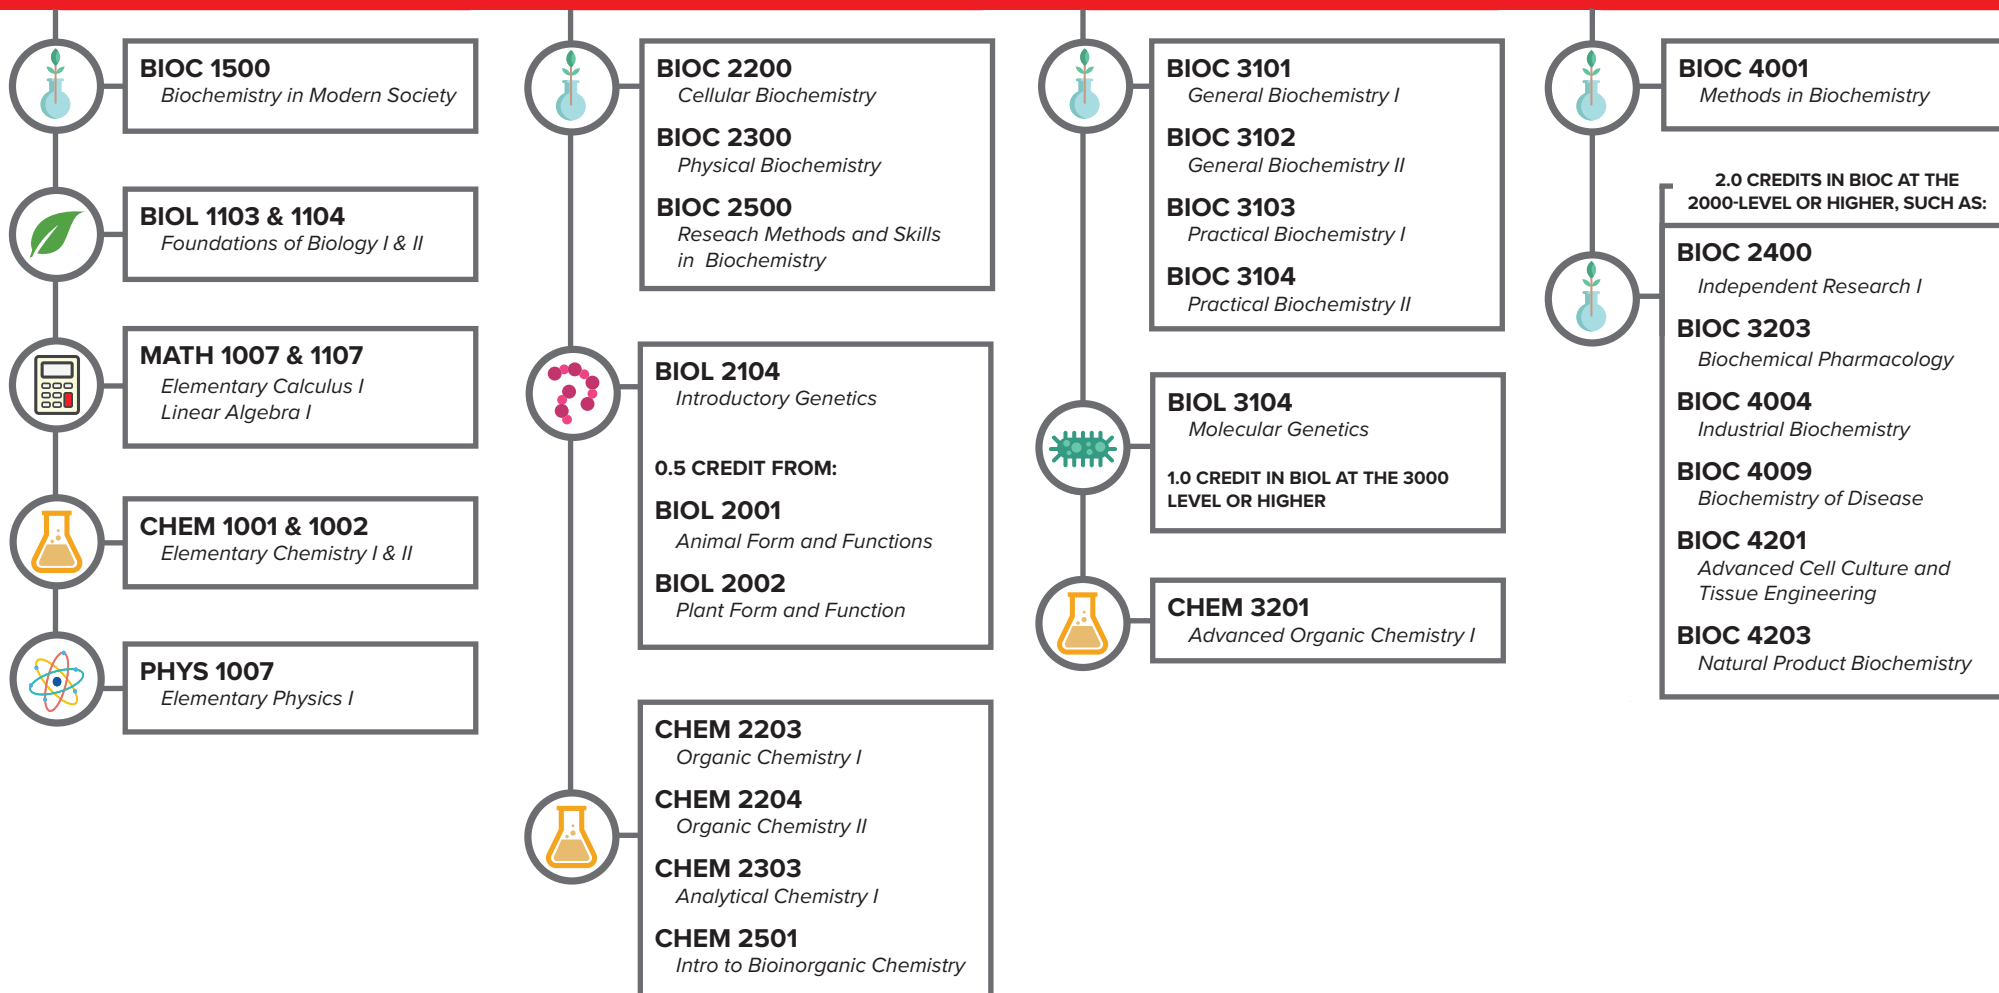 BIOC 1500
Biochemistry in Modern Society
BIOL 1103 & 1104
Foundations of Biology I & II
MATH 1007 & 1107
Elementary Calculus I
Linear Algebra I
CHEM 1001 & 1002
Elementary Chemistry I & II
PHYS 1007
Elementary Physics I
BIOC 2200
Cellular Biochemistry
BIOC 2300
Physical Biochemistry
BIOC 2500
Reseach Methods and Skills
in Biochemistry
BIOL 2104
Introductory Genetics
0.5 CREDIT FROM:
BIOL 2001
Animal Form and Functions
BIOL 2002
Plant Form and Function
CHEM 2203
Organic Chemistry I
CHEM 2204
Organic Chemistry II
CHEM 2303
Analytical Chemistry I
CHEM 2501
Intro to Bioinorganic Chemistry
BIOC 3101
General Biochemistry I
BIOC 3102
General Biochemistry II
BIOC 3103
Practical Biochemistry I
BIOC 3104
Practical Biochemistry II
BIOL 3104
Molecular Genetics
1.0 CREDIT IN BIOL AT THE 3000
LEVEL OR HIGHER
CHEM 3201
Advanced Organic Chemistry I
BIOC 4001
Methods in Biochemistry
2.0 CREDITS IN BIOC AT THE
2000-LEVEL OR HIGHER, SUCH AS:
BIOC 2400
Independent Research I
BIOC 3203
Biochemical Pharmacology
BIOC 4004
Industrial Biochemistry
BIOC 4009
Biochemistry of Disease
BIOC 4201
Advanced Cell Culture and
Tissue Engineering
BIOC 4203
Natural Product Biochemistry